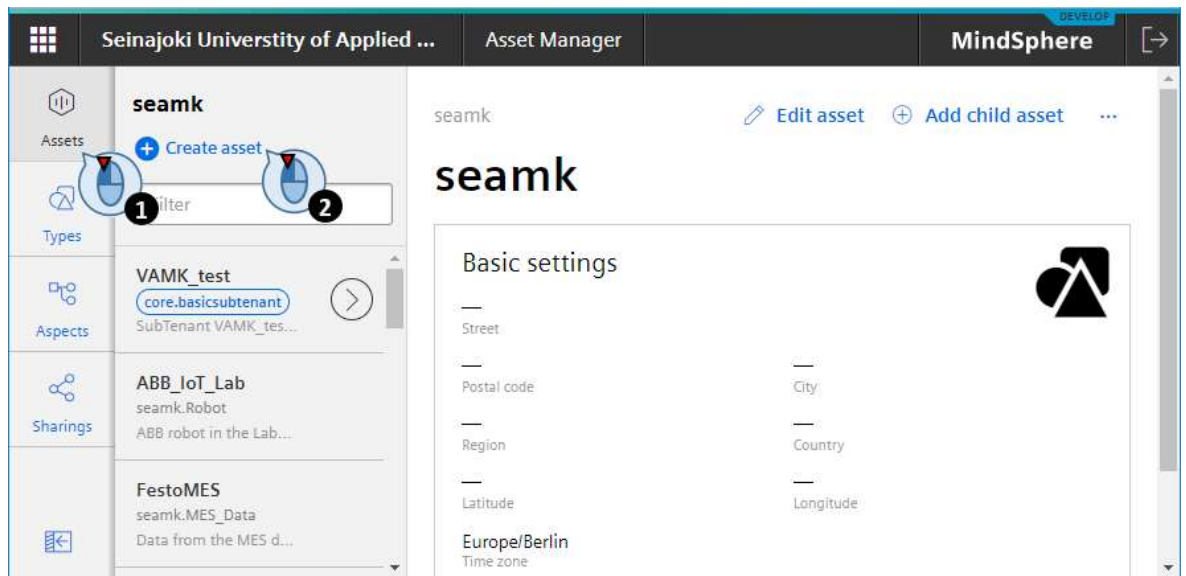 DEVELOP
Seinajoki Universtity of Applied ...
Asset Manager
MindSphere
Assets
Types
Aspects
Sharings
seamk
Create asset
1
2
Filter
VAMK_test
core.basicsubtenant
SubTenant VAMK_tes...
ABB_IoT_Lab
seamk.Robot
ABB robot in the Lab...
FestoMES
seamk.MES_Data
Data from the MES d...
seamk
Edit asset
Add child asset
...
seamk
Basic settings
—
Street
—
Postal code
—
City
—
Region
—
Country
—
Latitude
—
Longitude
Europe/Berlin
Time zone